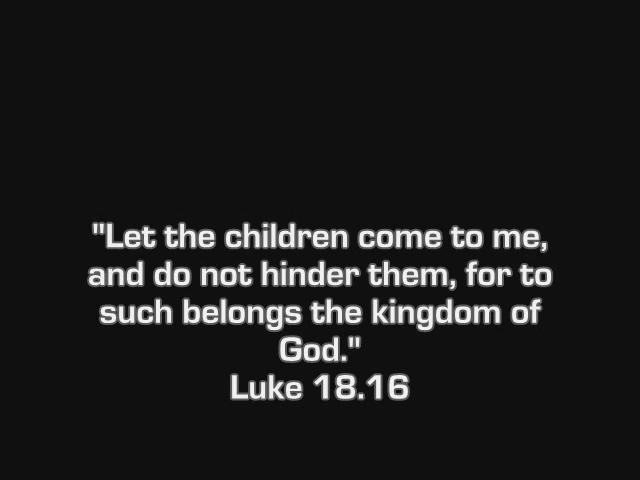 "Let the children come to me,
and do not hinder them, for to
such belongs the kingdom of
God."
Luke 18.16